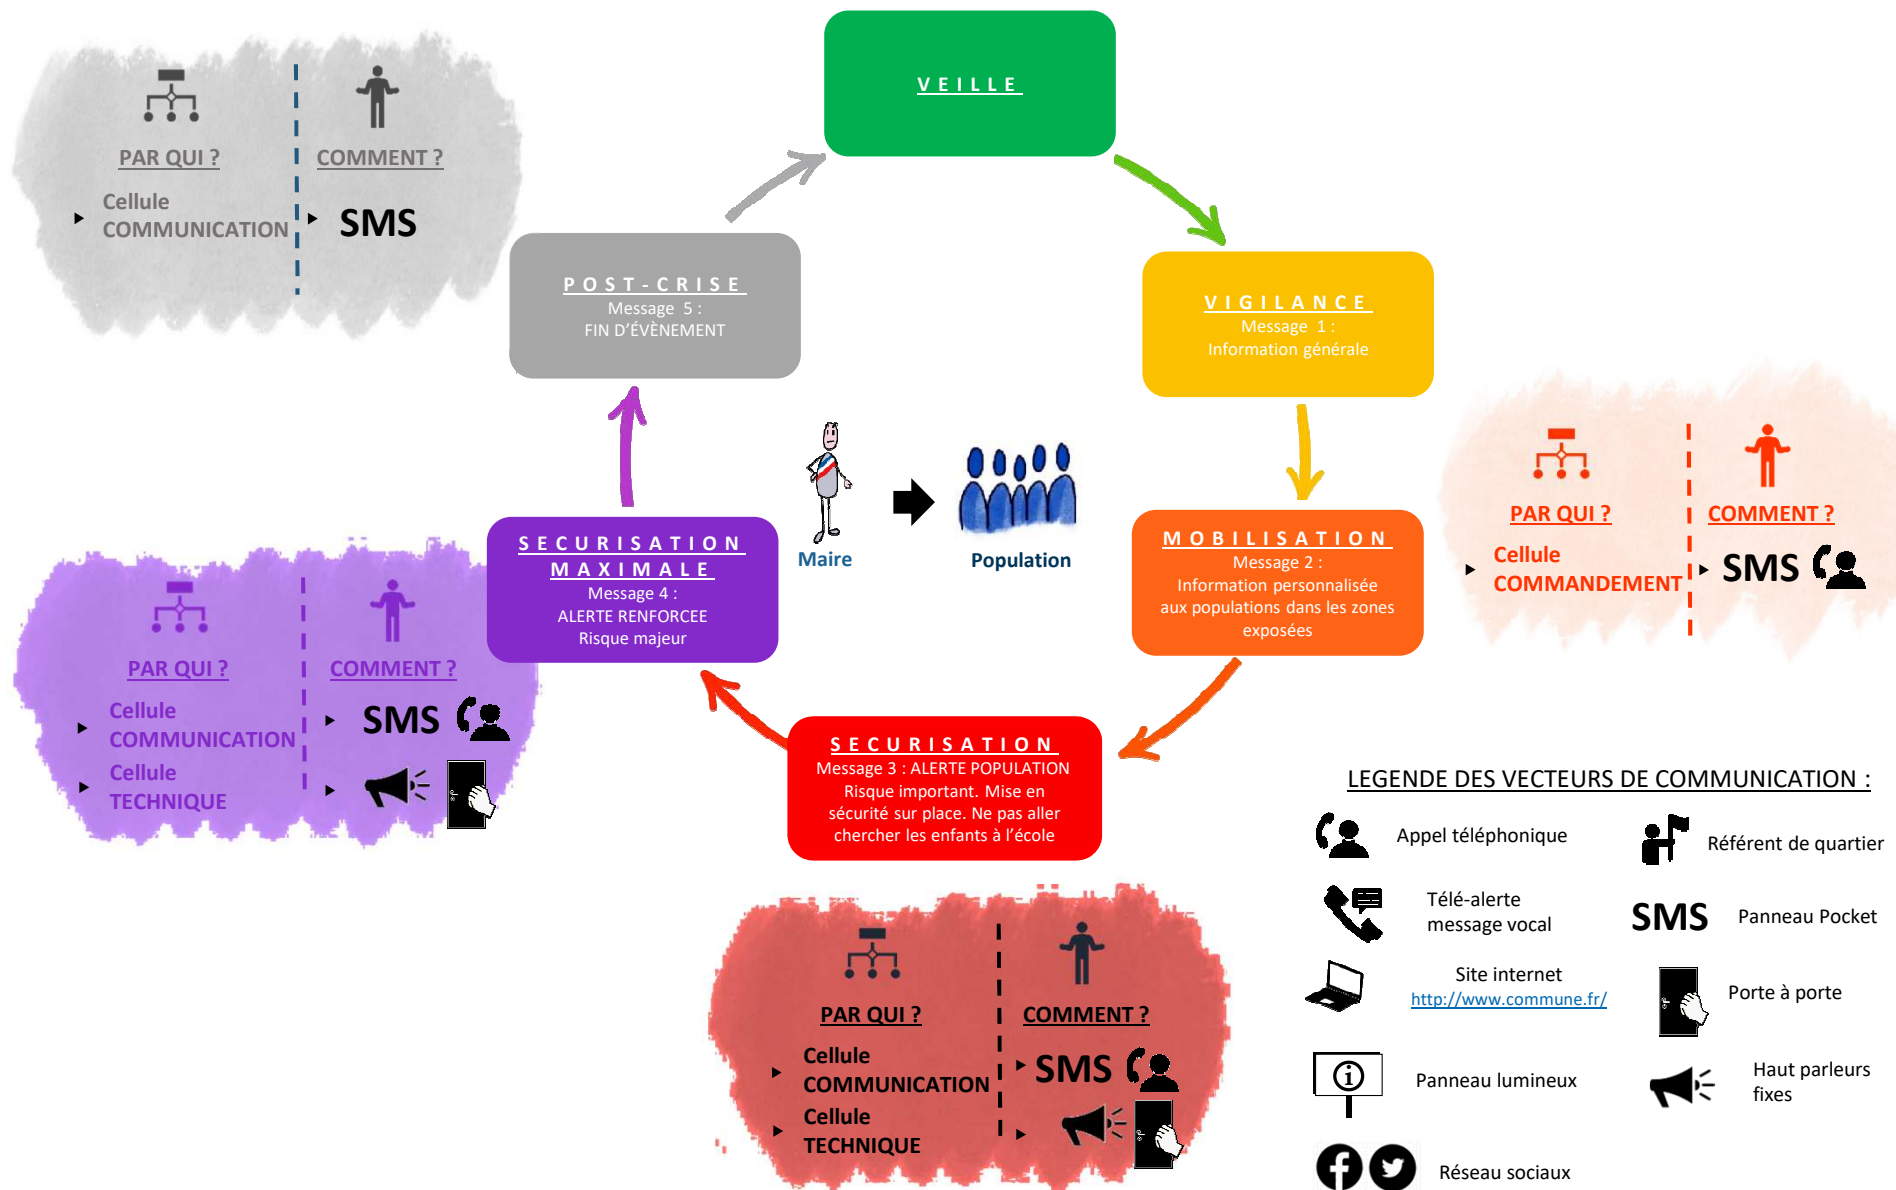 VEILLE
PAR QUI ?
COMMENT ?
Cellule
COMMUNICATION
SMS
POST-CRISE
Message 5 :
FIN D'ÉVÈNEMENT
VIGILANCE
Message 1 :
Information générale
Maire
Population
SECURISATION
MAXIMALE
Message 4 :
ALERTE RENFORCEE
Risque majeur
MOBILISATION
Message 2 :
Information personnalisée
aux populations dans les zones
exposées
PAR QUI ?
COMMENT ?
Cellule
COMMANDEMENT
SMS
PAR QUI ?
COMMENT ?
Cellule
COMMUNICATION
SMS
Cellule
TECHNIQUE
SECURISATION
Message 3 : ALERTE POPULATION
Risque important. Mise en
sécurité sur place. Ne pas aller
chercher les enfants à l'école
PAR QUI ?
COMMENT ?
Cellule
COMMUNICATION
SMS
Cellule
TECHNIQUE
LEGENDE DES VECTEURS DE COMMUNICATION :
Appel téléphonique
Référent de quartier
Télé-alerte
message vocal
SMS Panneau Pocket
Site internet
http://www.commune.fr/
Porte à porte
Panneau lumineux
Haut parleurs
fixes
Réseau sociaux